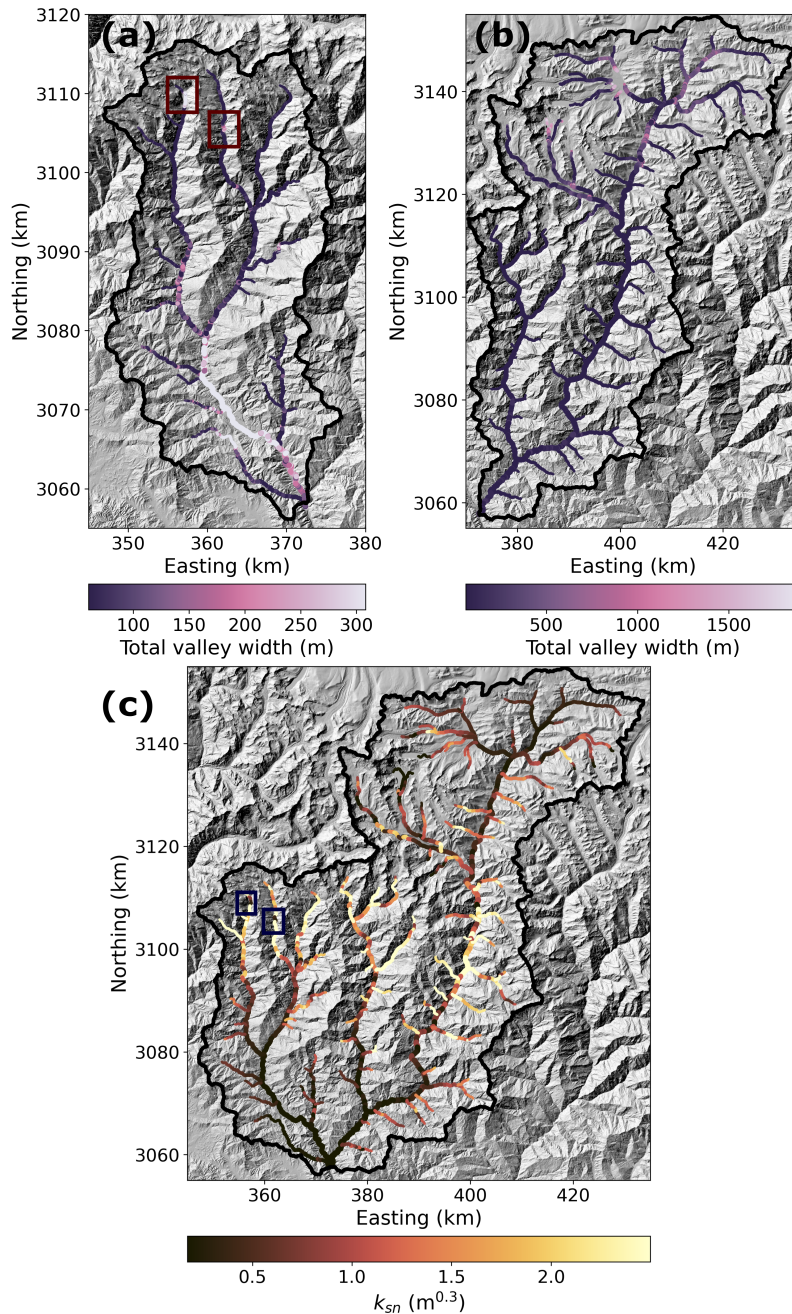 (a)
3120
3110
3100
3090
3080
3070
3060
Northing (km)
350 360 370 380
Easting (km)
100 150 200 250 300
Total valley width (m)
(b)
3140
3120
3100
3080
3060
Northing (km)
380 400 420
Easting (km)
500 1000 1500
Total valley width (m)
(c)
3140
3120
3100
3080
3060
Northing (km)
360 380 400 420
Easting (km)
0.5 1.0 1.5 2.0
k_sn (m^0.3)